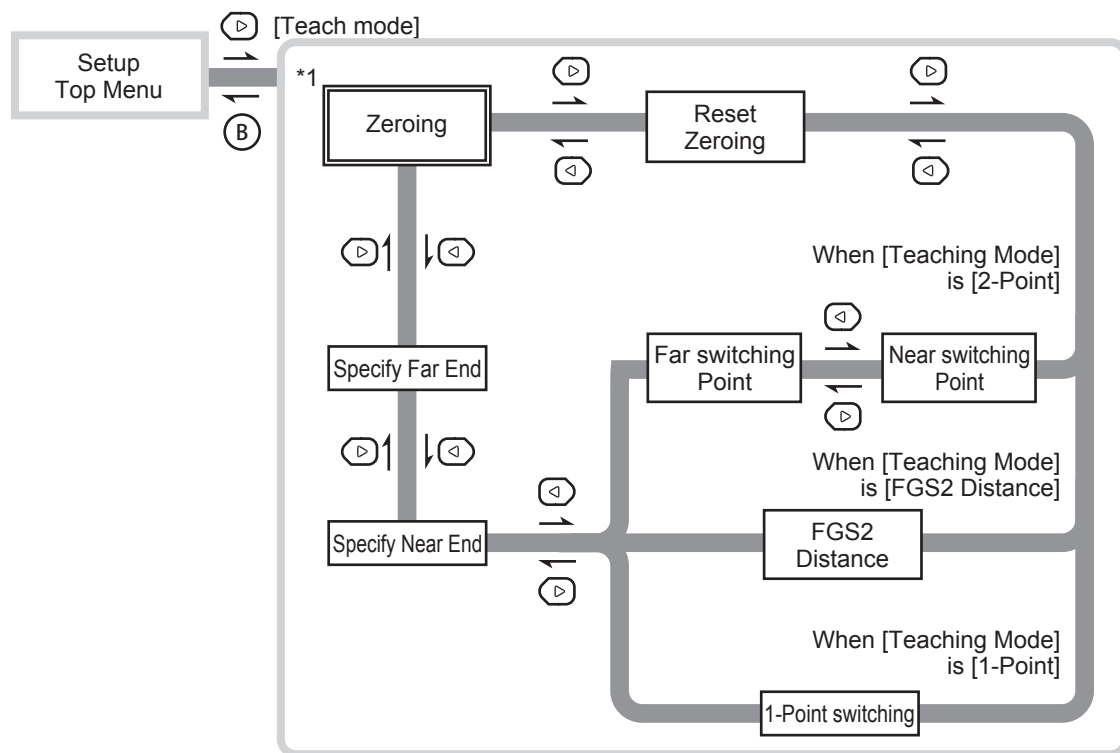 [Teach mode]
Setup
Top Menu
B
*1
Zeroing
Reset
Zeroing
When [Teaching Mode]
is [2-Point]
Specify Far End
Far switching
Point
Near switching
Point
When [Teaching Mode]
is [FGS2 Distance]
Specify Near End
FGS2
Distance
When [Teaching Mode]
is [1-Point]
1-Point switching